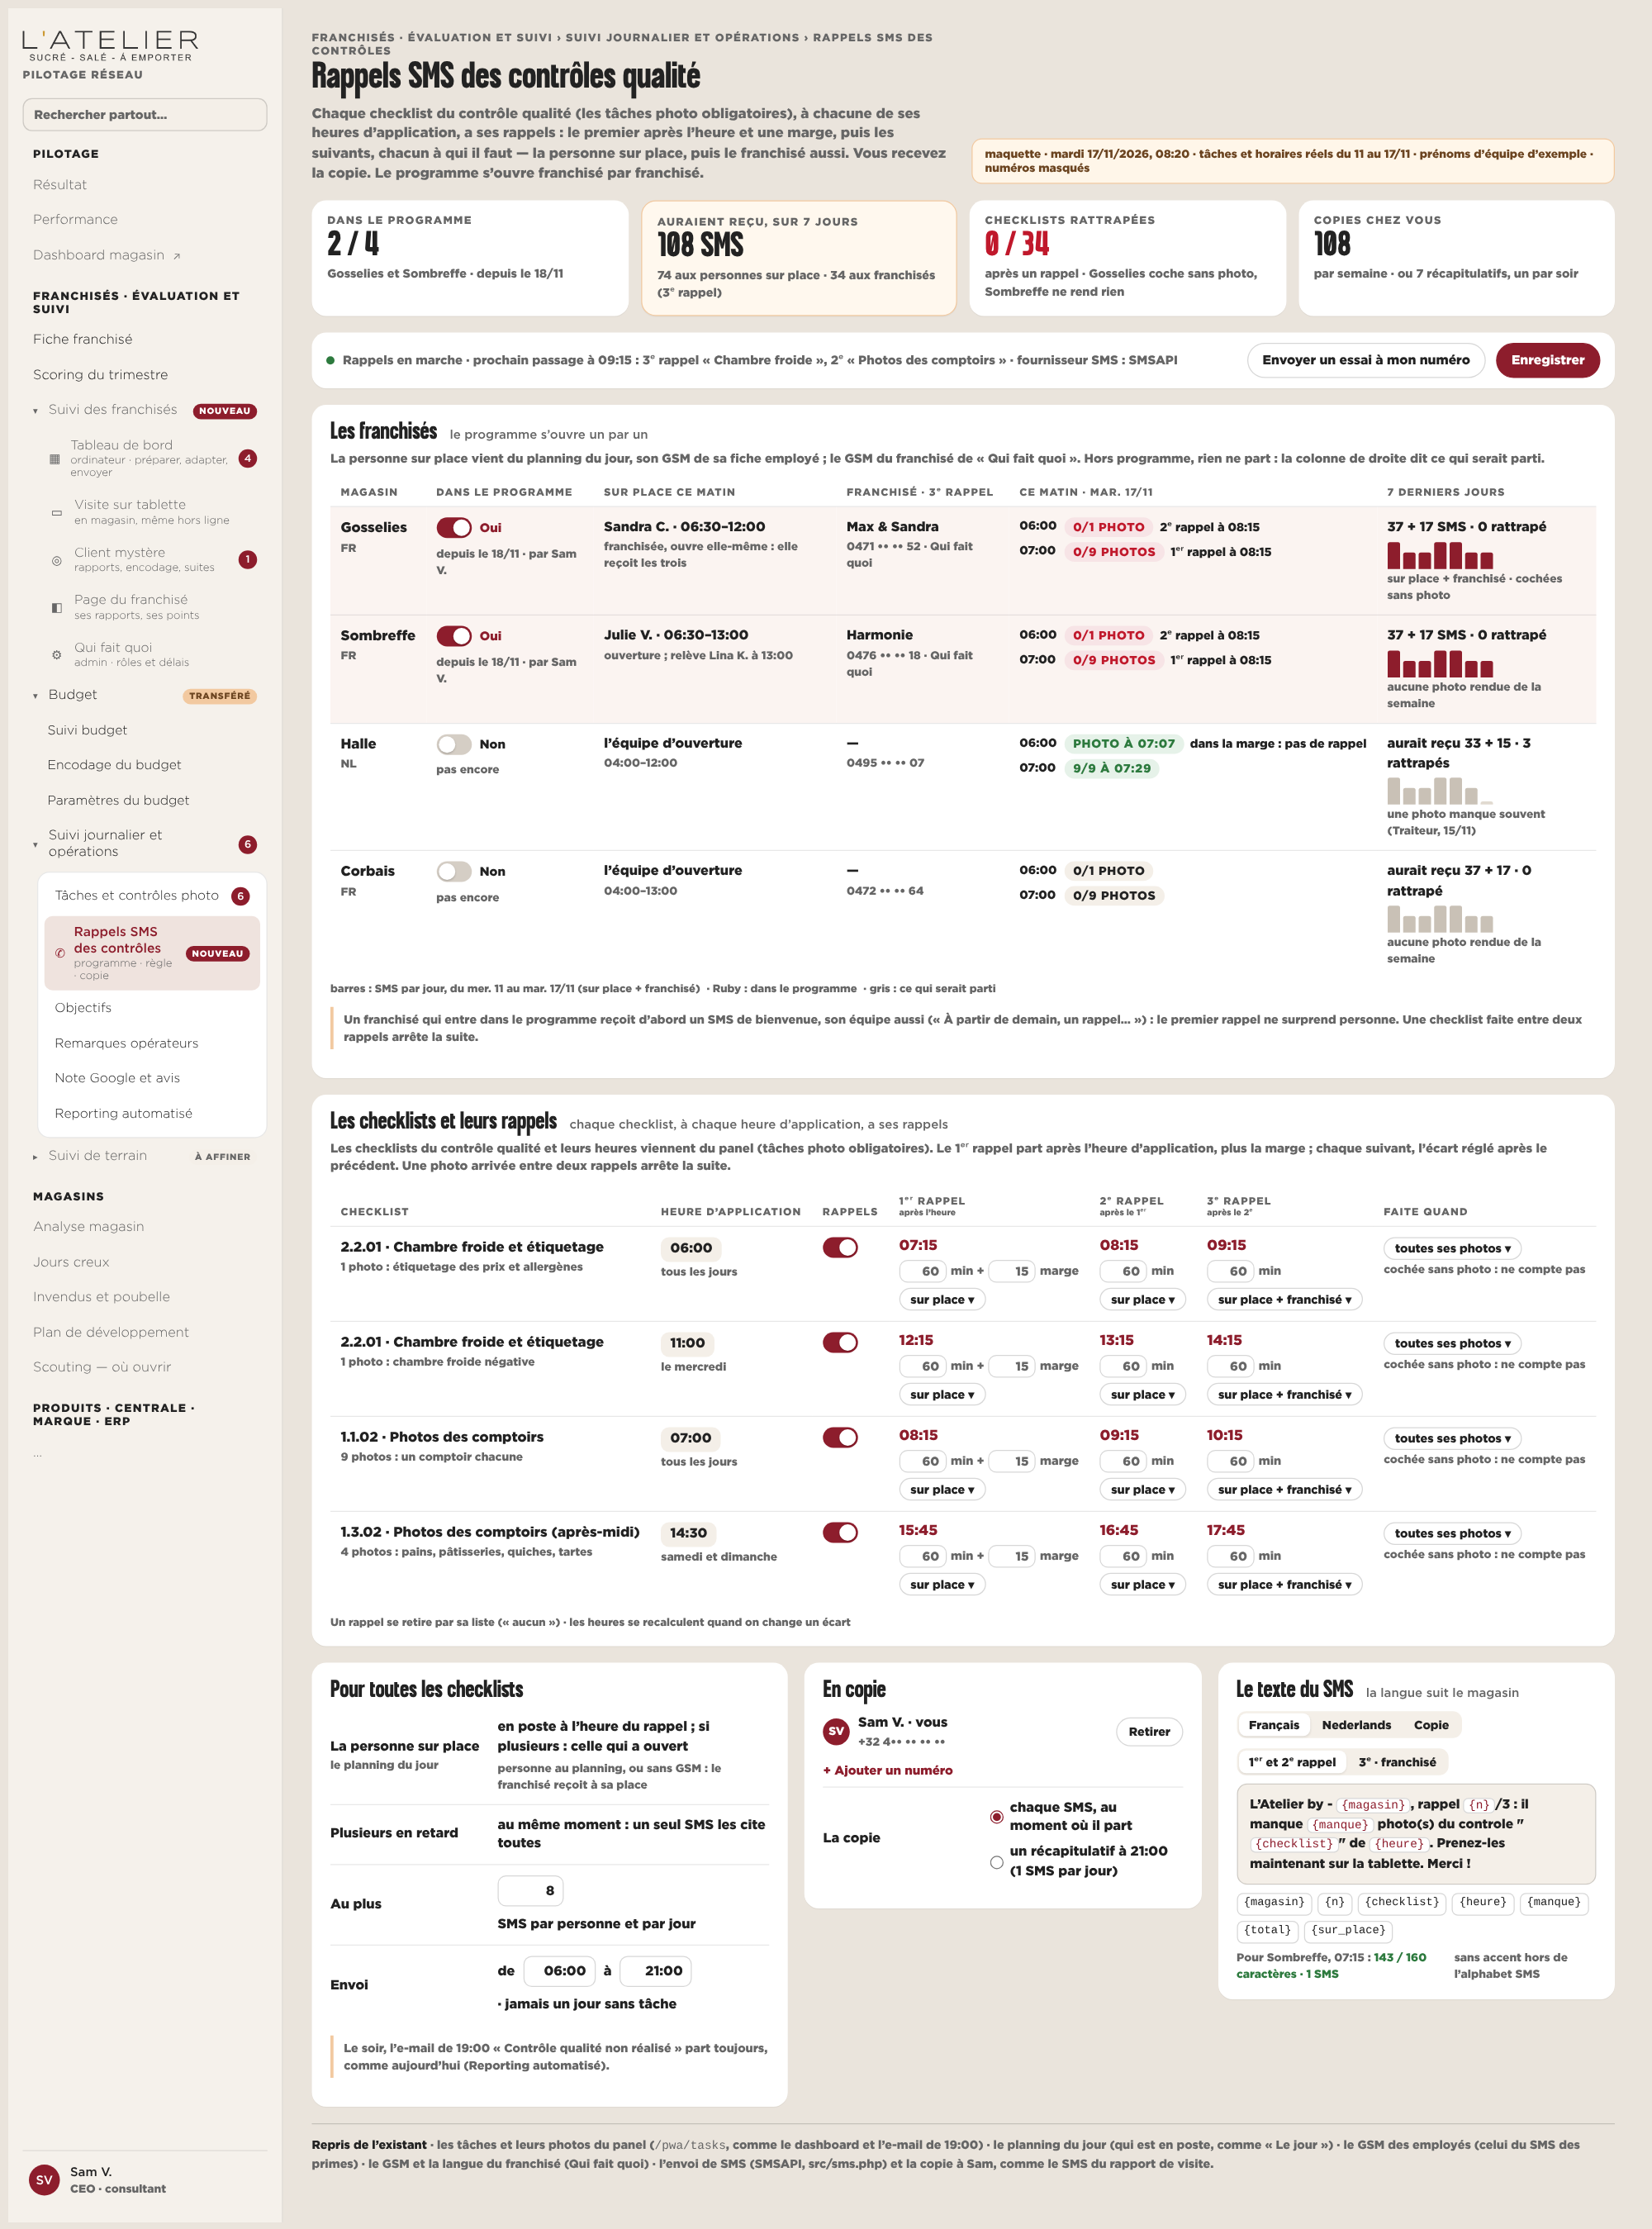 L'ATELIER
SUCRÉ - SALÉ - À EMPORTER
PILOTAGE RÉSEAU
Rechercher partout…
PILOTAGE
Résultat
Performance
Dashboard magasin ↗
FRANCHISÉS · ÉVALUATION ET
SUIVI
Fiche franchisé
Scoring du trimestre
▾ Suivi des franchisés NOUVEAU
Tableau de bord 4
ordinateur · préparer, adapter,
envoyer
Visite sur tablette
en magasin, même hors ligne
Client mystère 1
rapports, encodage, suites
Page du franchisé
ses rapports, ses points
Qui fait quoi
admin · rôles et délais
▾ Budget TRANSFÉRÉ
Suivi budget
Encodage du budget
Paramètres du budget
▾ Suivi journalier et
opérations 6
Tâches et contrôles photo 6
Rappels SMS
des contrôles NOUVEAU
programme · règle
· copie
Objectifs
Remarques opérateurs
Note Google et avis
Reporting automatisé
▸ Suivi de terrain À AFFINER
MAGASINS
Analyse magasin
Jours creux
Invendus et poubelle
Plan de développement
Scouting — où ouvrir
PRODUITS · CENTRALE ·
MARQUE · ERP
…
SV Sam V.
CEO · consultant
FRANCHISÉS · ÉVALUATION ET SUIVI › SUIVI JOURNALIER ET OPÉRATIONS › RAPPELS SMS DES
CONTRÔLES
Rappels SMS des contrôles qualité
Chaque checklist du contrôle qualité (les tâches photo obligatoires), à chacune de ses
heures d'application, a ses rappels : le premier après l'heure et une marge, puis les
suivants, chacun à qui il faut — la personne sur place, puis le franchisé aussi. Vous recevez
la copie. Le programme s'ouvre franchisé par franchisé.
maquette · mardi 17/11/2026, 08:20 · tâches et horaires réels du 11 au 17/11 · prénoms d'équipe d'exemple ·
numéros masqués
DANS LE PROGRAMME
2 / 4
Gosselies et Sombreffe · depuis le 18/11
AURAIENT REÇU, SUR 7 JOURS
108 SMS
74 aux personnes sur place · 34 aux franchisés
(3e rappel)
CHECKLISTS RATTRAPÉES
0 / 34
après un rappel · Gosselies coche sans photo,
Sombreffe ne rend rien
COPIES CHEZ VOUS
108
par semaine · ou 7 récapitulatifs, un par soir
Rappels en marche · prochain passage à 09:15 : 3e rappel « Chambre froide », 2e « Photos des comptoirs » · fournisseur SMS : SMSAPI
Envoyer un essai à mon numéro
Enregistrer
Les franchisés le programme s'ouvre un par un
La personne sur place vient du planning du jour, son GSM de sa fiche employé ; le GSM du franchisé de « Qui fait quoi ». Hors programme, rien ne part : la colonne de droite dit ce qui serait parti.
MAGASIN DANS LE PROGRAMME SUR PLACE CE MATIN FRANCHISÉ · 3e RAPPEL CE MATIN · MAR. 17/11 7 DERNIERS JOURS
Gosselies
FR
Oui
depuis le 18/11 · par Sam
V.
Sandra C. · 06:30–12:00
franchisée, ouvre elle-même : elle
reçoit les trois
Max & Sandra
0471 •• •• 52 · Qui fait
quoi
06:00 0/1 PHOTO 2e rappel à 08:15
07:00 0/9 PHOTOS 1er rappel à 08:15
37 + 17 SMS · 0 rattrapé
sur place + franchisé · cochées
sans photo
Sombreffe
FR
Oui
depuis le 18/11 · par Sam
V.
Julie V. · 06:30–13:00
ouverture ; relève Lina K. à 13:00
Harmonie
0476 •• •• 18 · Qui fait
quoi
06:00 0/1 PHOTO 2e rappel à 08:15
07:00 0/9 PHOTOS 1er rappel à 08:15
37 + 17 SMS · 0 rattrapé
aucune photo rendue de la
semaine
Halle
NL
Non
pas encore
l'équipe d'ouverture
04:00–12:00
—
0495 •• •• 07
06:00 PHOTO À 07:07 dans la marge : pas de rappel
07:00 9/9 À 07:29
aurait reçu 33 + 15 · 3
rattrapés
une photo manque souvent
(Traiteur, 15/11)
Corbais
FR
Non
pas encore
l'équipe d'ouverture
04:00–13:00
—
0472 •• •• 64
06:00 0/1 PHOTO
07:00 0/9 PHOTOS
aurait reçu 37 + 17 · 0
rattrapé
aucune photo rendue de la
semaine
barres : SMS par jour, du mer. 11 au mar. 17/11 (sur place + franchisé) · Ruby : dans le programme · gris : ce qui serait parti
Un franchisé qui entre dans le programme reçoit d'abord un SMS de bienvenue, son équipe aussi (« À partir de demain, un rappel… ») : le premier rappel ne surprend personne. Une checklist faite entre deux
rappels arrête la suite.
Les checklists et leurs rappels chaque checklist, à chaque heure d'application, a ses rappels
Les checklists du contrôle qualité et leurs heures viennent du panel (tâches photo obligatoires). Le 1er rappel part après l'heure d'application, plus la marge ; chaque suivant, l'écart réglé après le
précédent. Une photo arrivée entre deux rappels arrête la suite.
CHECKLIST HEURE D'APPLICATION RAPPELS 1er RAPPEL 2e RAPPEL 3e RAPPEL FAITE QUAND
après l'heure après le 1er après le 2e
2.2.01 · Chambre froide et étiquetage
1 photo : étiquetage des prix et allergènes
06:00
tous les jours
07:15
60 min + 15 marge
sur place ▾
08:15
60 min
sur place ▾
09:15
60 min
sur place + franchisé ▾
toutes ses photos ▾
cochée sans photo : ne compte pas
2.2.01 · Chambre froide et étiquetage
1 photo : chambre froide négative
11:00
le mercredi
12:15
60 min + 15 marge
sur place ▾
13:15
60 min
sur place ▾
14:15
60 min
sur place + franchisé ▾
toutes ses photos ▾
cochée sans photo : ne compte pas
1.1.02 · Photos des comptoirs
9 photos : un comptoir chacune
07:00
tous les jours
08:15
60 min + 15 marge
sur place ▾
09:15
60 min
sur place ▾
10:15
60 min
sur place + franchisé ▾
toutes ses photos ▾
cochée sans photo : ne compte pas
1.3.02 · Photos des comptoirs (après-midi)
4 photos : pains, pâtisseries, quiches, tartes
14:30
samedi et dimanche
15:45
60 min + 15 marge
sur place ▾
16:45
60 min
sur place ▾
17:45
60 min
sur place + franchisé ▾
toutes ses photos ▾
cochée sans photo : ne compte pas
Un rappel se retire par sa liste (« aucun ») · les heures se recalculent quand on change un écart
Pour toutes les checklists
La personne sur place
le planning du jour
en poste à l'heure du rappel ; si
plusieurs : celle qui a ouvert
personne au planning, ou sans GSM : le
franchisé reçoit à sa place
Plusieurs en retard
au même moment : un seul SMS les cite
toutes
Au plus
8
SMS par personne et par jour
Envoi
de 06:00 à 21:00
· jamais un jour sans tâche
Le soir, l'e-mail de 19:00 « Contrôle qualité non réalisé » part toujours,
comme aujourd'hui (Reporting automatisé).
En copie
SV Sam V. · vous
+32 4•• •• •• ••
Retirer
+ Ajouter un numéro
La copie
chaque SMS, au
moment où il part
un récapitulatif à 21:00
(1 SMS par jour)
Le texte du SMS la langue suit le magasin
Français Nederlands Copie
1er et 2e rappel 3e · franchisé
L'Atelier by - {magasin}, rappel {n}/3 : il
manque {manque} photo(s) du controle "
{checklist}" de {heure}. Prenez-les
maintenant sur la tablette. Merci !
{magasin} {n} {checklist} {heure} {manque}
{total} {sur_place}
Pour Sombreffe, 07:15 : 143 / 160
caractères · 1 SMS
sans accent hors de
l'alphabet SMS
Repris de l'existant · les tâches et leurs photos du panel (/pwa/tasks, comme le dashboard et l'e-mail de 19:00) · le planning du jour (qui est en poste, comme « Le jour ») · le GSM des employés (celui du SMS des
primes) · le GSM et la langue du franchisé (Qui fait quoi) · l'envoi de SMS (SMSAPI, src/sms.php) et la copie à Sam, comme le SMS du rapport de visite.